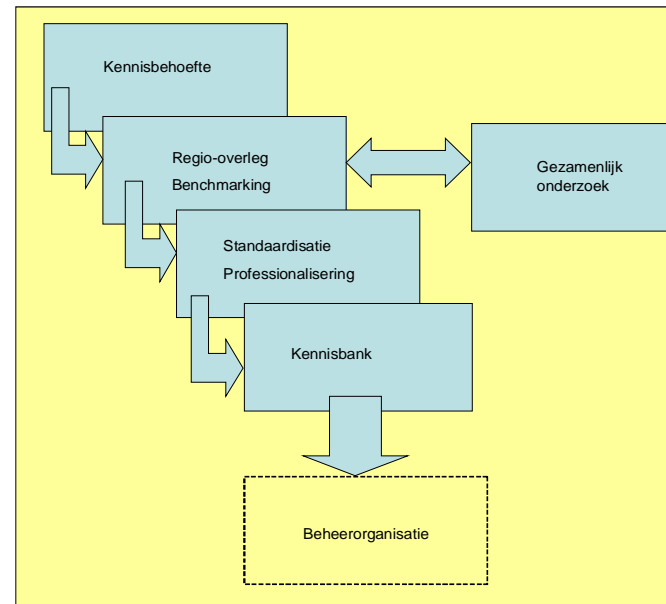 Kennisbehoefte
Regio-overleg
Benchmarking
Gezamenlijk
onderzoek
Standaardisatie
Professionalisering
Kennisbank
Beheerorganisatie